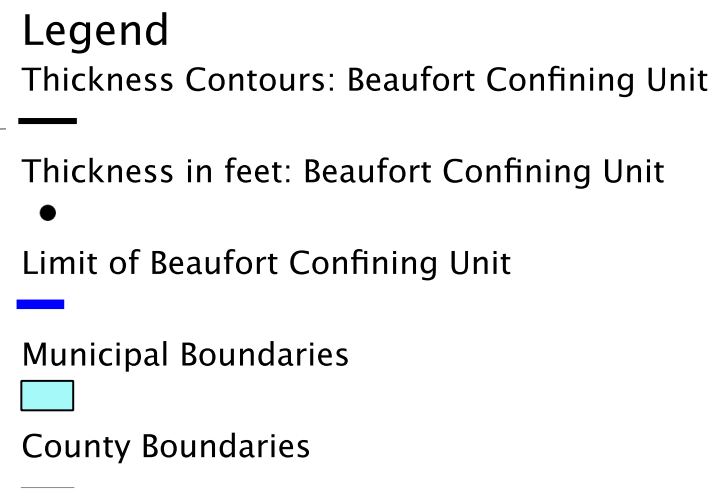 Legend
Thickness Contours: Beaufort Confining Unit
Thickness in feet: Beaufort Confining Unit
Limit of Beaufort Confining Unit
Municipal Boundaries
County Boundaries